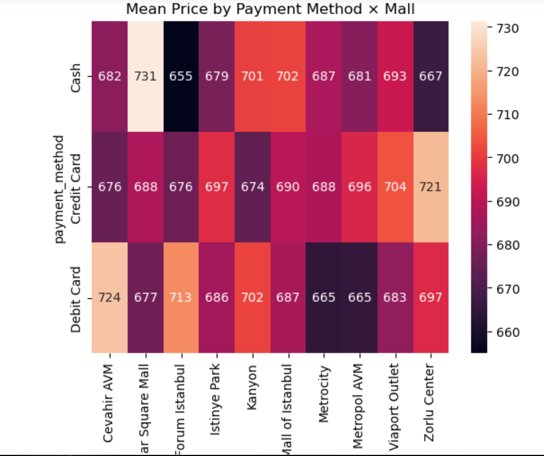 Mean Price by Payment Method × Mall
payment_method
Cash
682 731 655 679 701 702 687 681 693 667
Credit Card
676 688 676 697 674 690 688 696 704 721
Debit Card
724 677 713 686 702 687 665 665 683 697
Cevahir AVM
ar Square Mall
Forum Istanbul
Istinye Park
Kanyon
Mall of Istanbul
Metrocity
Metropol AVM
Viaport Outlet
Zorlu Center
730
720
710
700
690
680
670
660